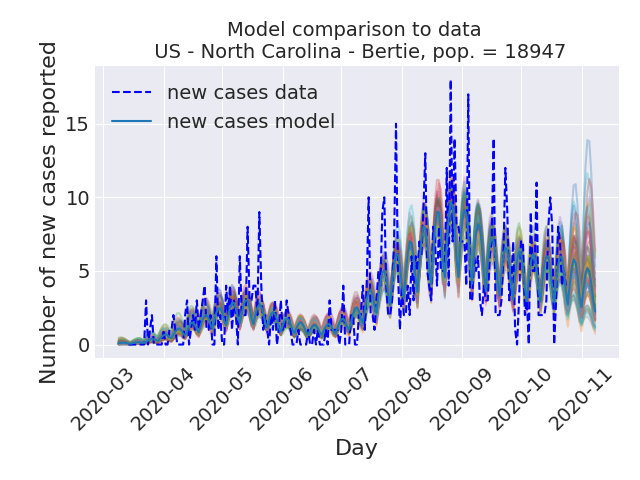 Model comparison to data
US - North Carolina - Bertie, pop. = 18947
Number of new cases reported
new cases data
new cases model
15
10
5
0
2020-03
2020-04
2020-05
2020-06
2020-07
2020-08
2020-09
2020-10
2020-11
Day